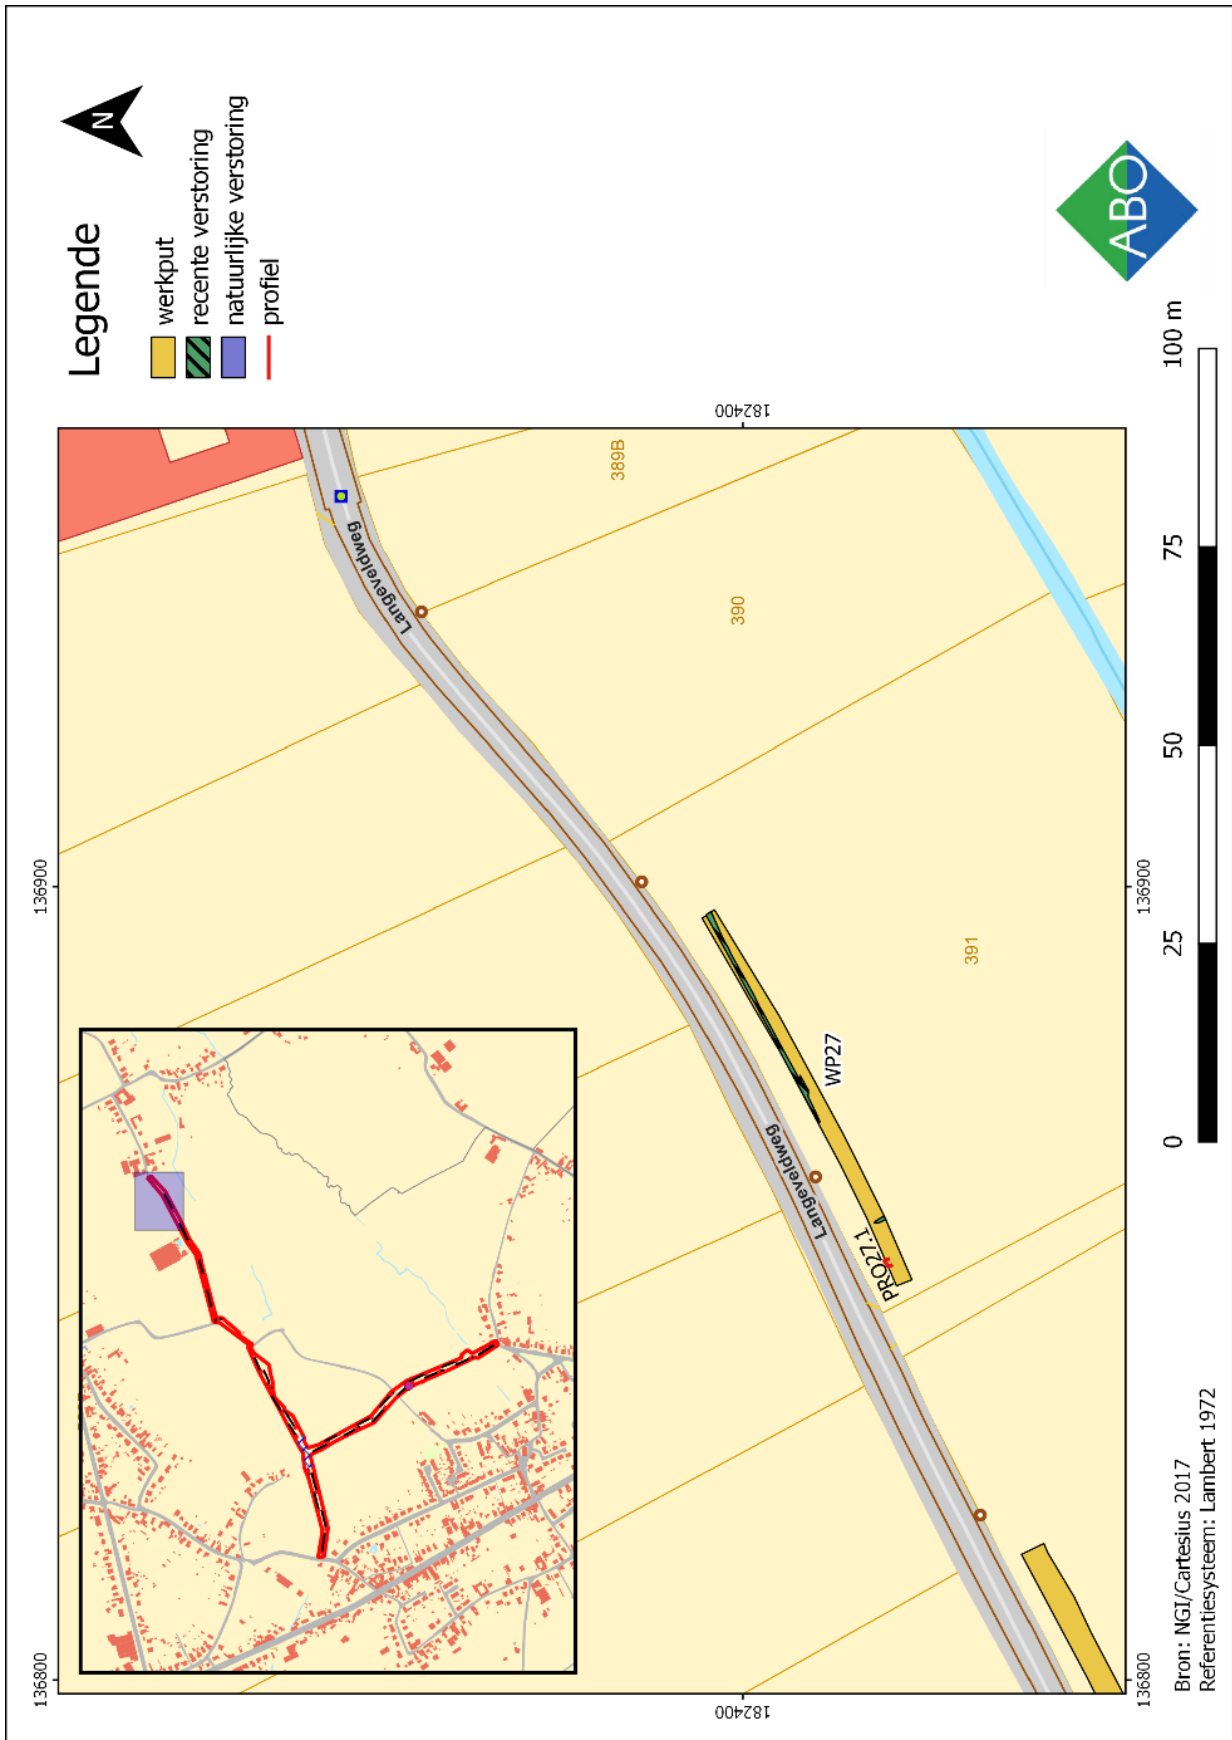 N
Legende
werkput
recente verstoring
natuurlijke verstoring
profiel
136800
136900
182400
182400
389B
390
391
Langeveldweg
Langeveldweg
WP27
PRO27.1
136800
136900
0 25 50 75 100 m
Bron: NGI/Cartesius 2017
Referentiesysteem: Lambert 1972
ABO